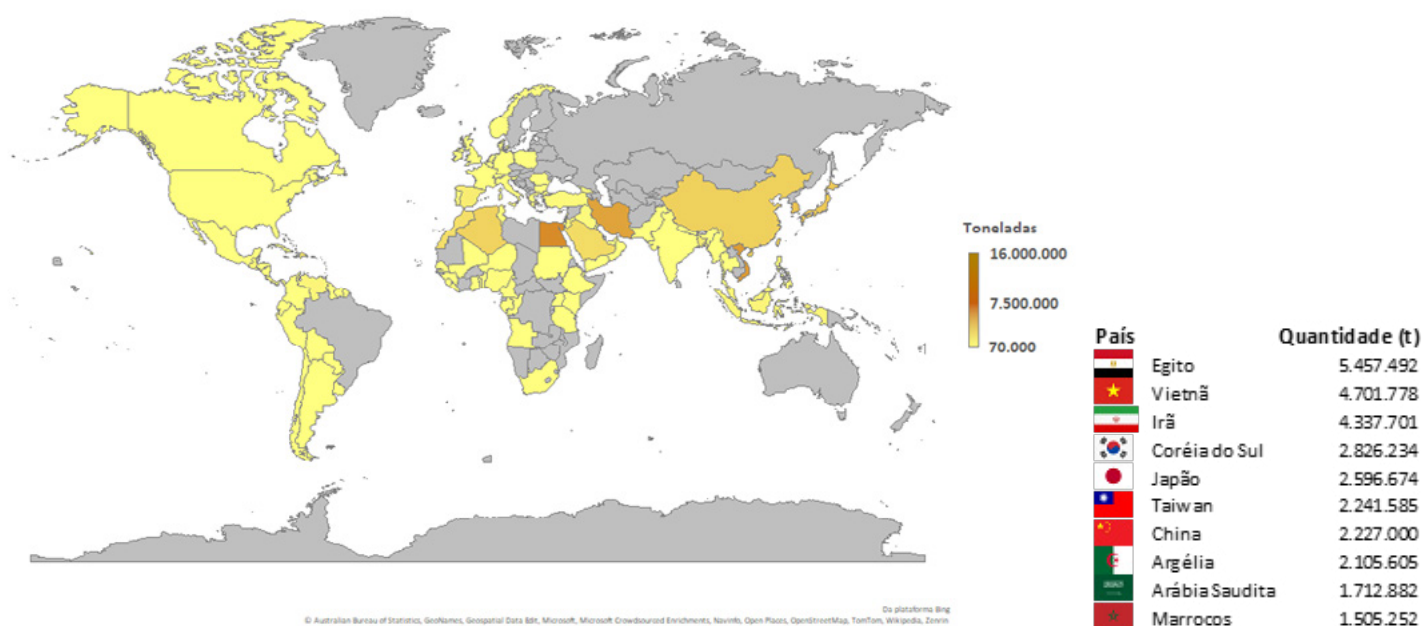 Toneladas
16.000.000
7.500.000
70.000
País Quantidade (t)
Egito 5.457.492
Vietnã 4.701.778
Irã 4.337.701
Coréia do Sul 2.826.234
Japão 2.596.674
Taiwan 2.241.585
China 2.227.000
Argélia 2.105.605
Arábia Saudita 1.712.882
Marrocos 1.505.252
Da plataforma Bing
© Australian Bureau of Statistics, GeoNames, Geospatial Data Edit, Microsoft, Microsoft Crowdsourced Enrichments, Navinfo, Open Places, OpenStreetMap, TomTom, Wikipedia, Zenrin